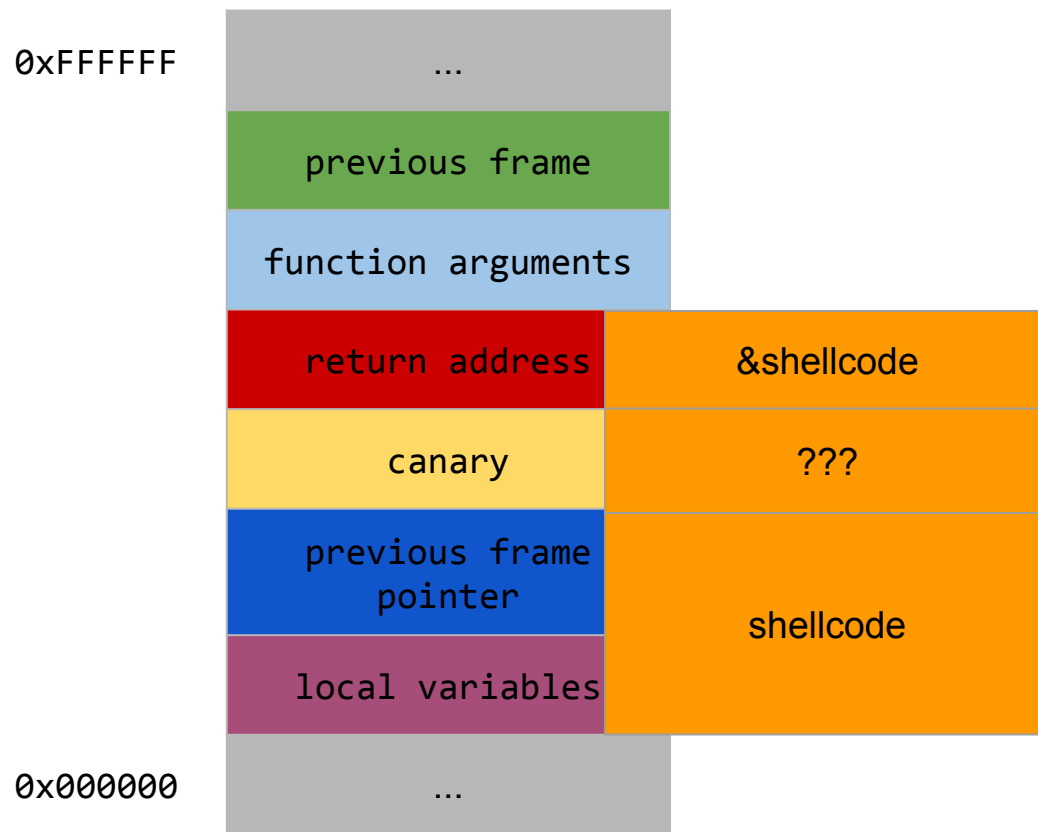 0xFFFFFF
...
previous frame
function arguments
return address
&shellcode
canary
???
previous frame
pointer
shellcode
local variables
0x000000
...